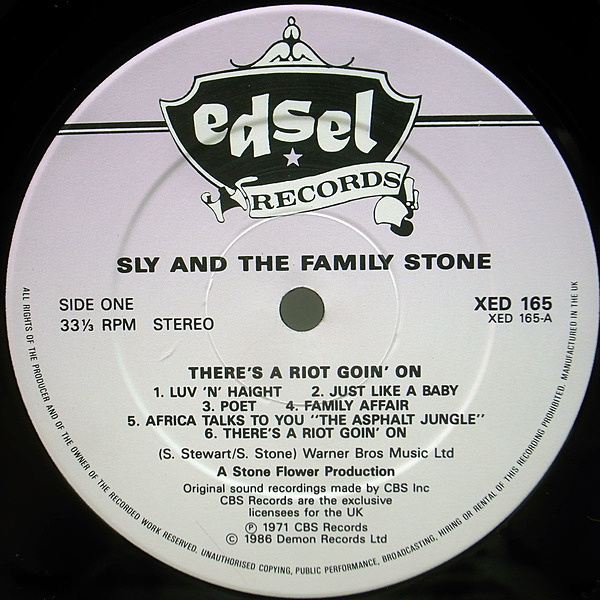 edsel
RECORDS
SLY AND THE FAMILY STONE
SIDE ONE
33⅓ RPM STEREO
XED 165
XED 165-A
THERE'S A RIOT GOIN' ON
1. LUV 'N' HAIGHT 2. JUST LIKE A BABY
3. POET 4. FAMILY AFFAIR
5. AFRICA TALKS TO YOU "THE ASPHALT JUNGLE"
6. THERE'S A RIOT GOIN' ON
(S. Stewart/S. Stone) Warner Bros Music Ltd
A Stone Flower Production
Original sound recordings made by CBS Inc
CBS Records are the exclusive
licensees for the UK
℗ 1971 CBS Records
© 1986 Demon Records Ltd
ALL RIGHTS OF THE PRODUCER AND OF THE OWNER OF THE RECORDED WORK RESERVED. UNAUTHORISED COPYING, PUBLIC PERFORMANCE, BROADCASTING, HIRING OR RENTAL OF THIS RECORDING PROHIBITED. MANUFACTURED IN THE UK